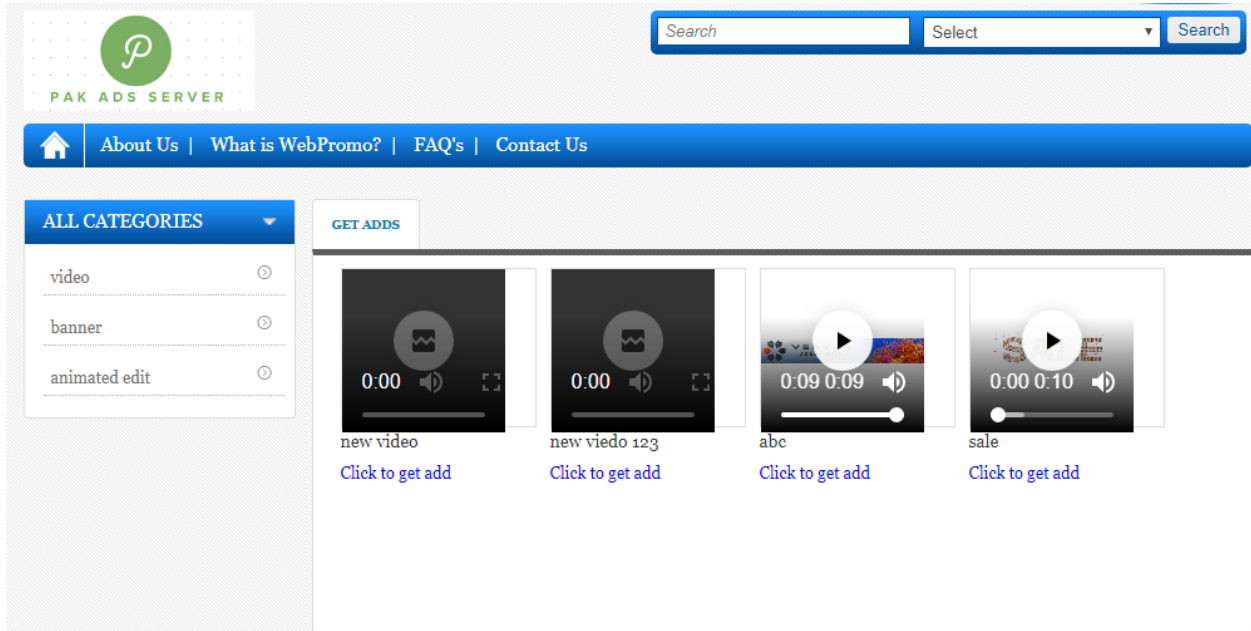 P
PAK ADS SERVER
Search
Select
Search
About Us | What is WebPromo? | FAQ's | Contact Us
ALL CATEGORIES
video
banner
animated edit
GET ADDS
0:00
0:00
0:09 0:09
SALE
0:00 0:10
new video
new viedo 123
abc
sale
Click to get add
Click to get add
Click to get add
Click to get add